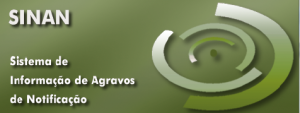 SINAN
Sistema de
Informação de Agravos
de Notificação